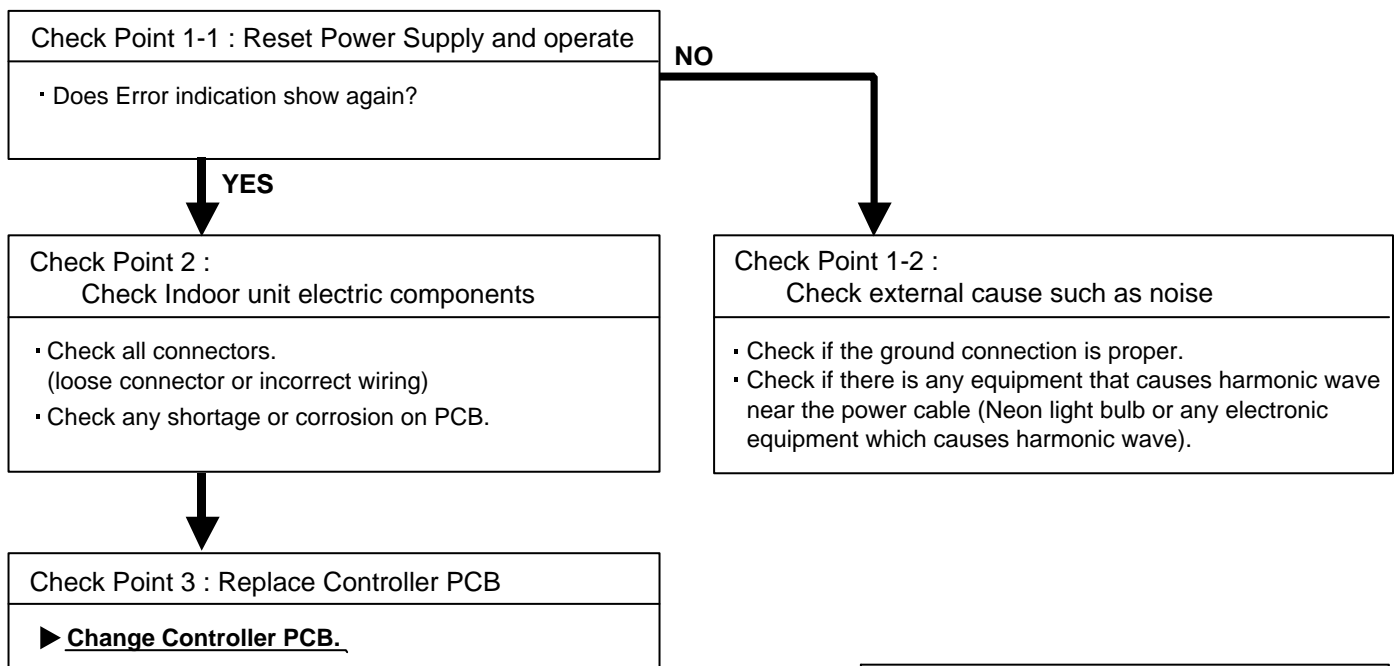 Check Point 1-1 : Reset Power Supply and operate
▪ Does Error indication show again?
NO
YES
Check Point 2 :
Check Indoor unit electric components
▪ Check all connectors.
(loose connector or incorrect wiring)
▪ Check any shortage or corrosion on PCB.
Check Point 1-2 :
Check external cause such as noise
▪ Check if the ground connection is proper.
▪ Check if there is any equipment that causes harmonic wave
near the power cable (Neon light bulb or any electronic
equipment which causes harmonic wave).
Check Point 3 : Replace Controller PCB
▶ Change Controller PCB.